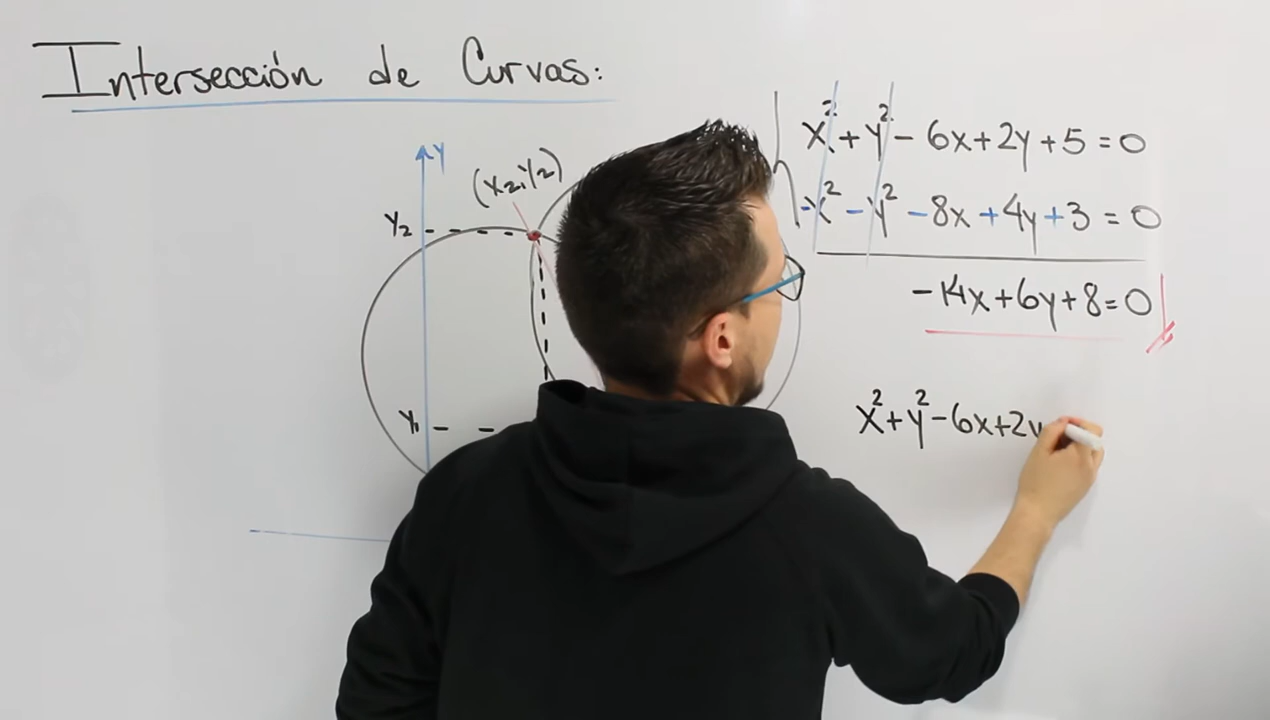 Intersección de Curvas:
Y
(X₂, Y₂)
Y₂
Y₁
x² + y² - 6x + 2y + 5 = 0
-x² - y² - 8x + 4y + 3 = 0
-14x + 6y + 8 = 0
x² + y² - 6x + 2y